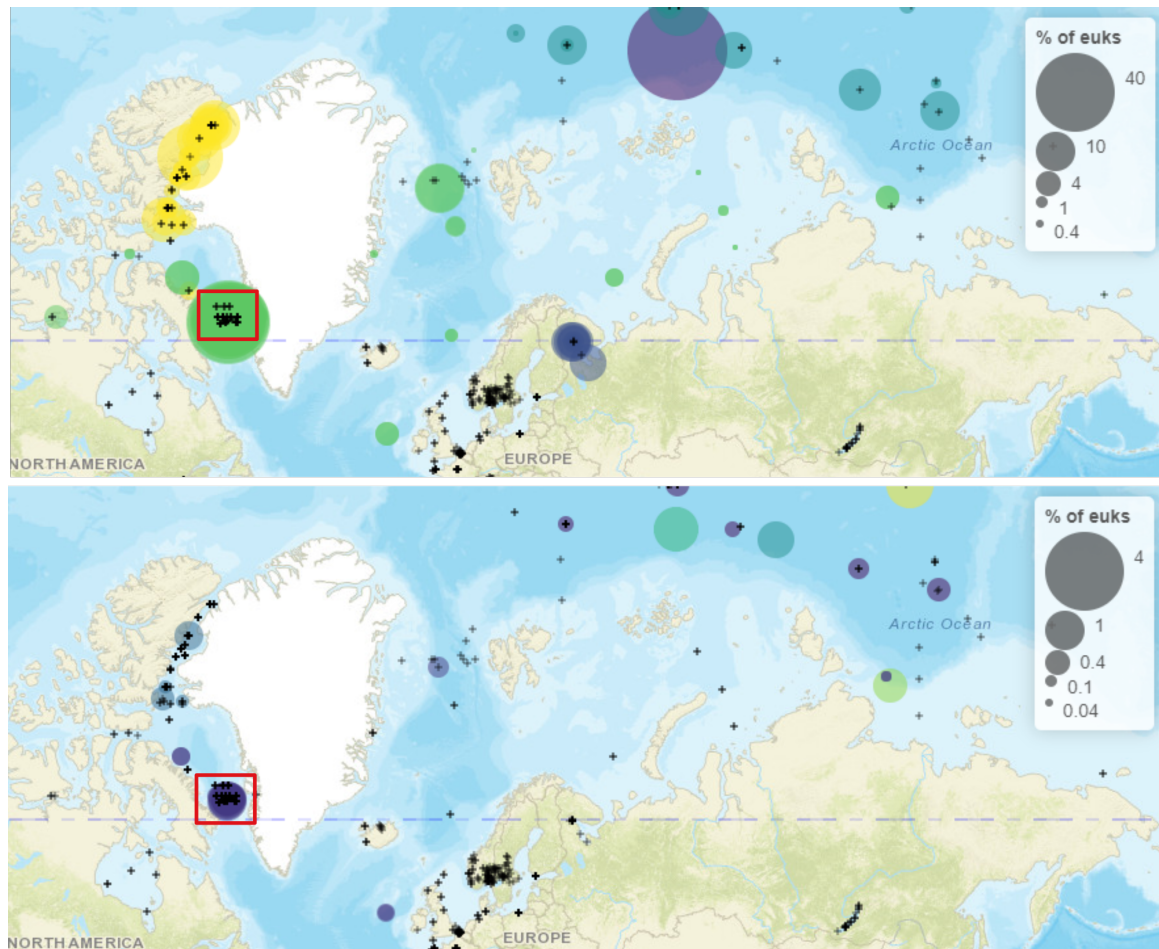 % of euks
40
10
4
1
0.4
Arctic Ocean
NORTH AMERICA
EUROPE
% of euks
4
1
0.4
0.1
0.04
Arctic Ocean
NORTH AMERICA
EUROPE